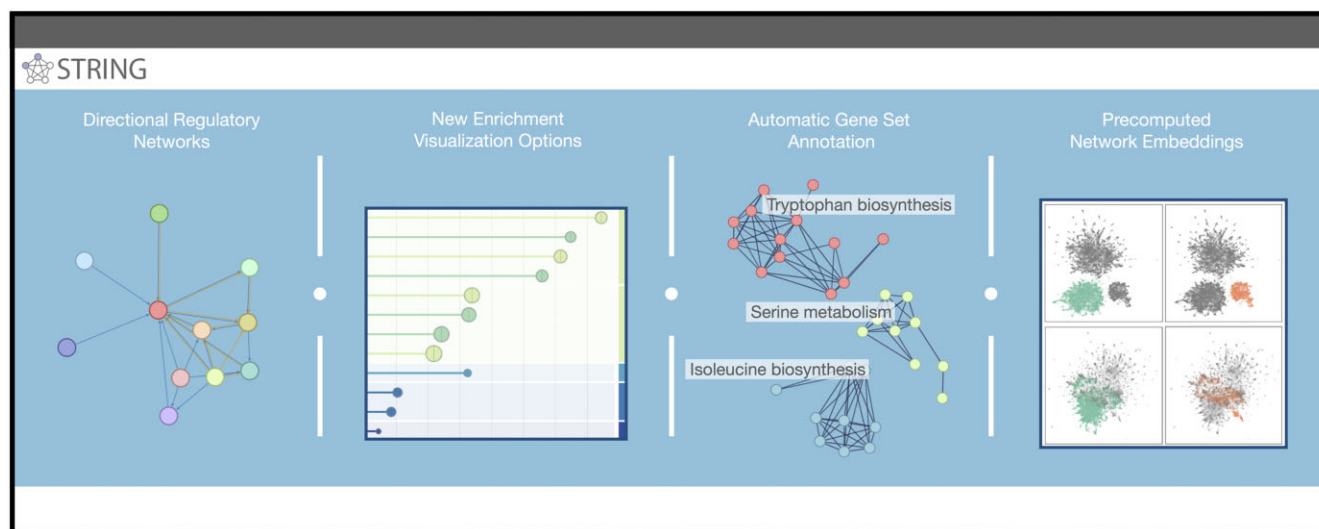 STRING
Directional Regulatory
Networks
New Enrichment
Visualization Options
Automatic Gene Set
Annotation
Tryptophan biosynthesis
Serine metabolism
Isoleucine biosynthesis
Precomputed
Network Embeddings